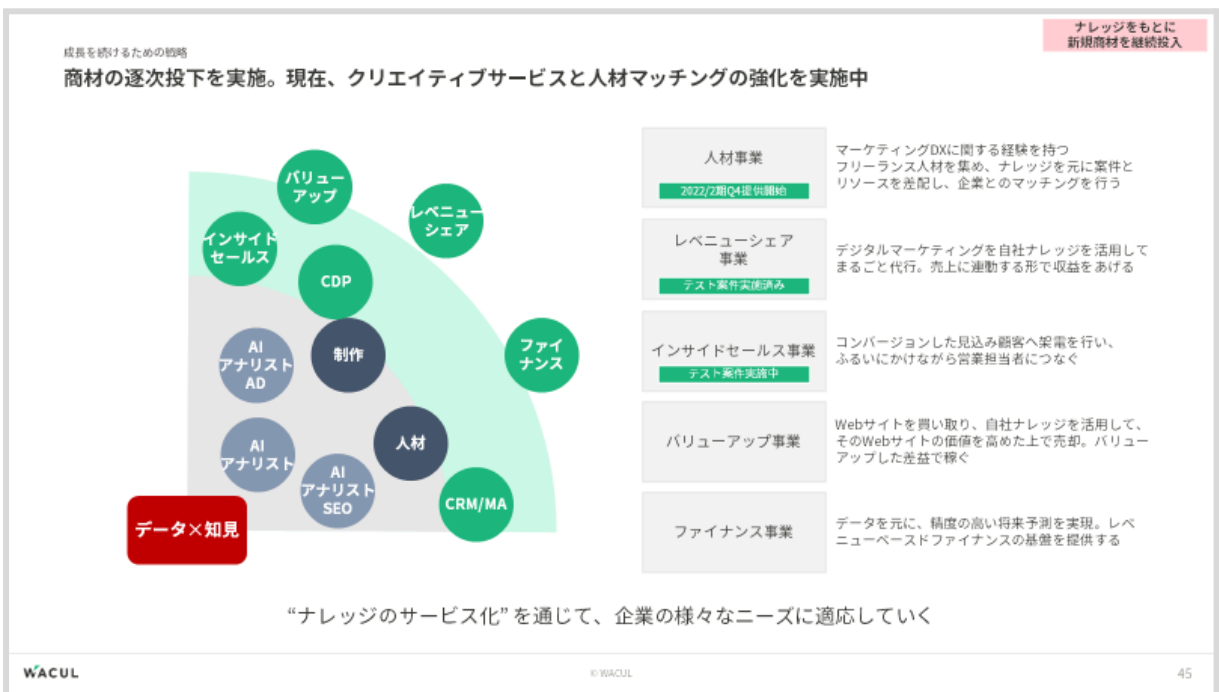 ナレッジをもとに
新規商材を継続投入
成長を続けるための戦略
商材の逐次投下を実施。現在、クリエイティブサービスと人材マッチングの強化を実施中
バリュー
アップ
レベニュー
シェア
インサイド
セールス
CDP
ファイ
ナンス
制作
AI
アナリスト
AD
人材
AI
アナリスト
AI
アナリスト
SEO
CRM/MA
データ×知見
人材事業
2022/2期Q4提供開始
マーケティングDXに関する経験を持つ
フリーランス人材を集め、ナレッジを元に案件と
リソースを差配し、企業とのマッチングを行う
レベニューシェア
事業
テスト案件実施済み
デジタルマーケティングを自社ナレッジを活用して
まるごと代行。売上に連動する形で収益をあげる
インサイドセールス事業
テスト案件実施中
コンバージョンした見込み顧客へ架電を行い、
ふるいにかけながら営業担当者につなぐ
バリューアップ事業
Webサイトを買い取り、自社ナレッジを活用して、
そのWebサイトの価値を高めた上で売却。バリュー
アップした差益で稼ぐ
ファイナンス事業
データを元に、精度の高い将来予測を実現。レベ
ニューベースドファイナンスの基盤を提供する
“ナレッジのサービス化” を通じて、企業の様々なニーズに適応していく
WACUL
© WACUL
45